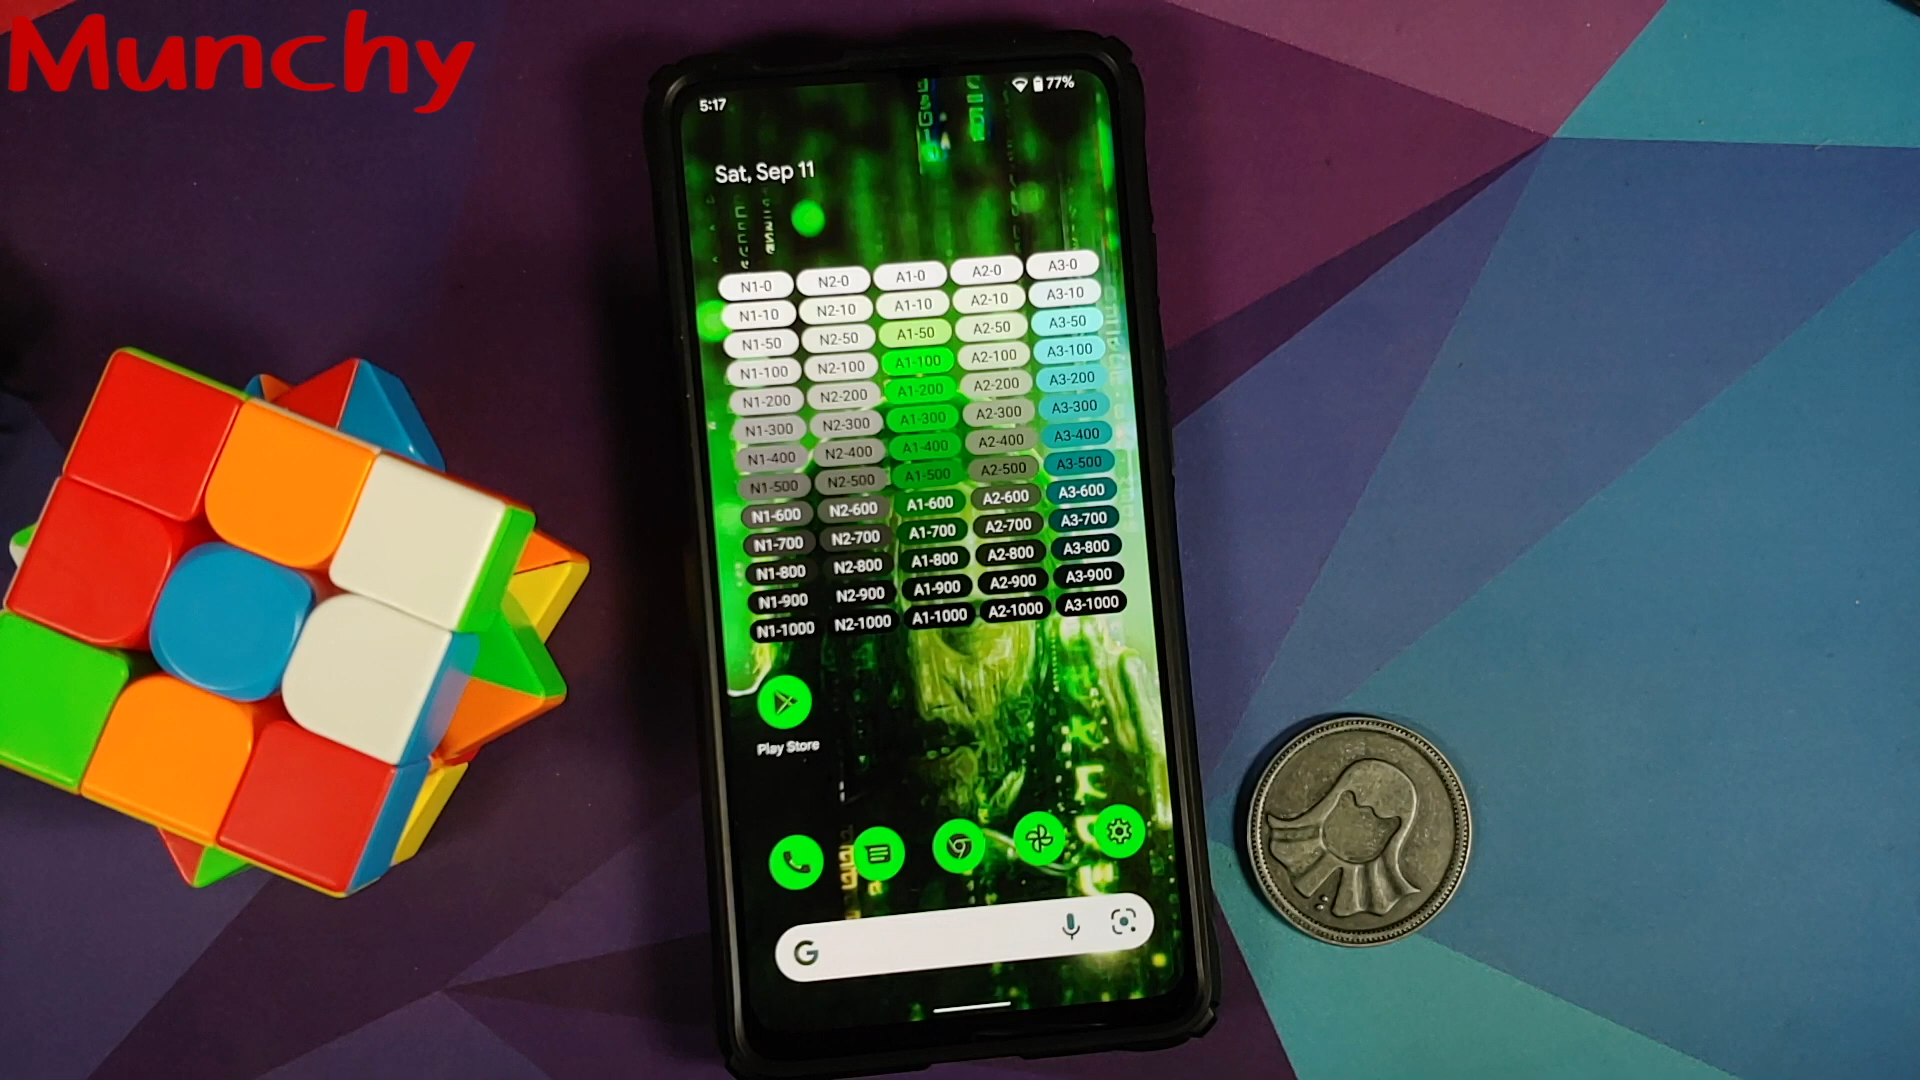 Munchy
5:17 77%
Sat, Sep 11
N1-0 N2-0 A1-0 A2-0 A3-0
N1-10 N2-10 A1-10 A2-10 A3-10
N1-50 N2-50 A1-50 A2-50 A3-50
N1-100 N2-100 A1-100 A2-100 A3-100
N1-200 N2-200 A1-200 A2-200 A3-200
N1-300 N2-300 A1-300 A2-300 A3-300
N1-400 N2-400 A1-400 A2-400 A3-400
N1-500 N2-500 A1-500 A2-500 A3-500
N1-600 N2-600 A1-600 A2-600 A3-600
N1-700 N2-700 A1-700 A2-700 A3-700
N1-800 N2-800 A1-800 A2-800 A3-800
N1-900 N2-900 A1-900 A2-900 A3-900
N1-1000 N2-1000 A1-1000 A2-1000 A3-1000
Play Store
G